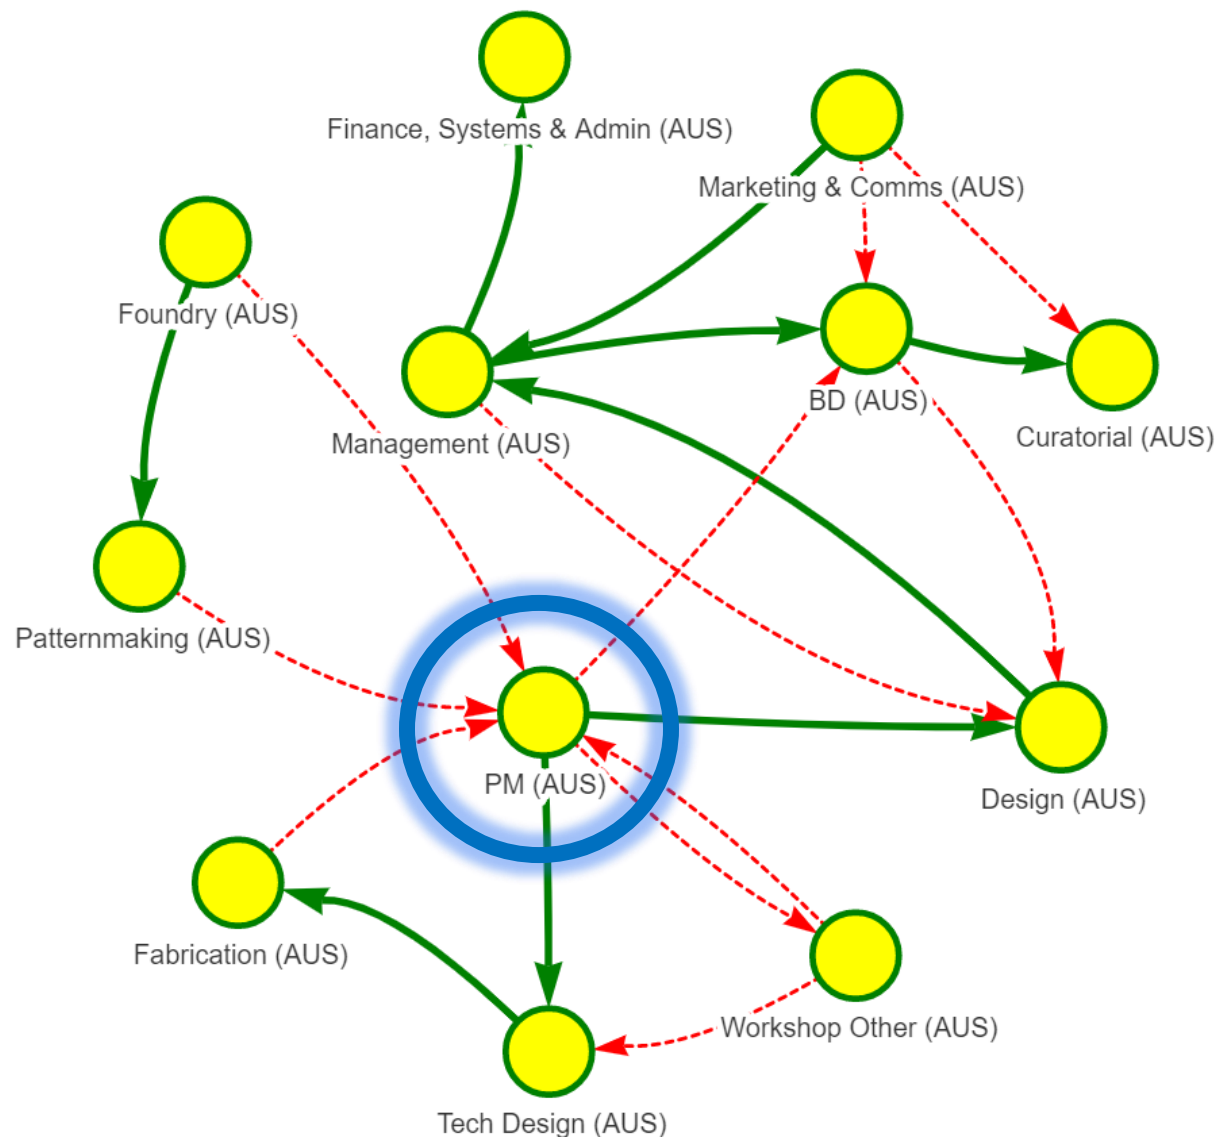 Finance, Systems & Admin (AUS)
Marketing & Comms (AUS)
Foundry (AUS)
BD (AUS)
Management (AUS)
Curatorial (AUS)
Patternmaking (AUS)
PM (AUS)
Design (AUS)
Fabrication (AUS)
Workshop Other (AUS)
Tech Design (AUS)